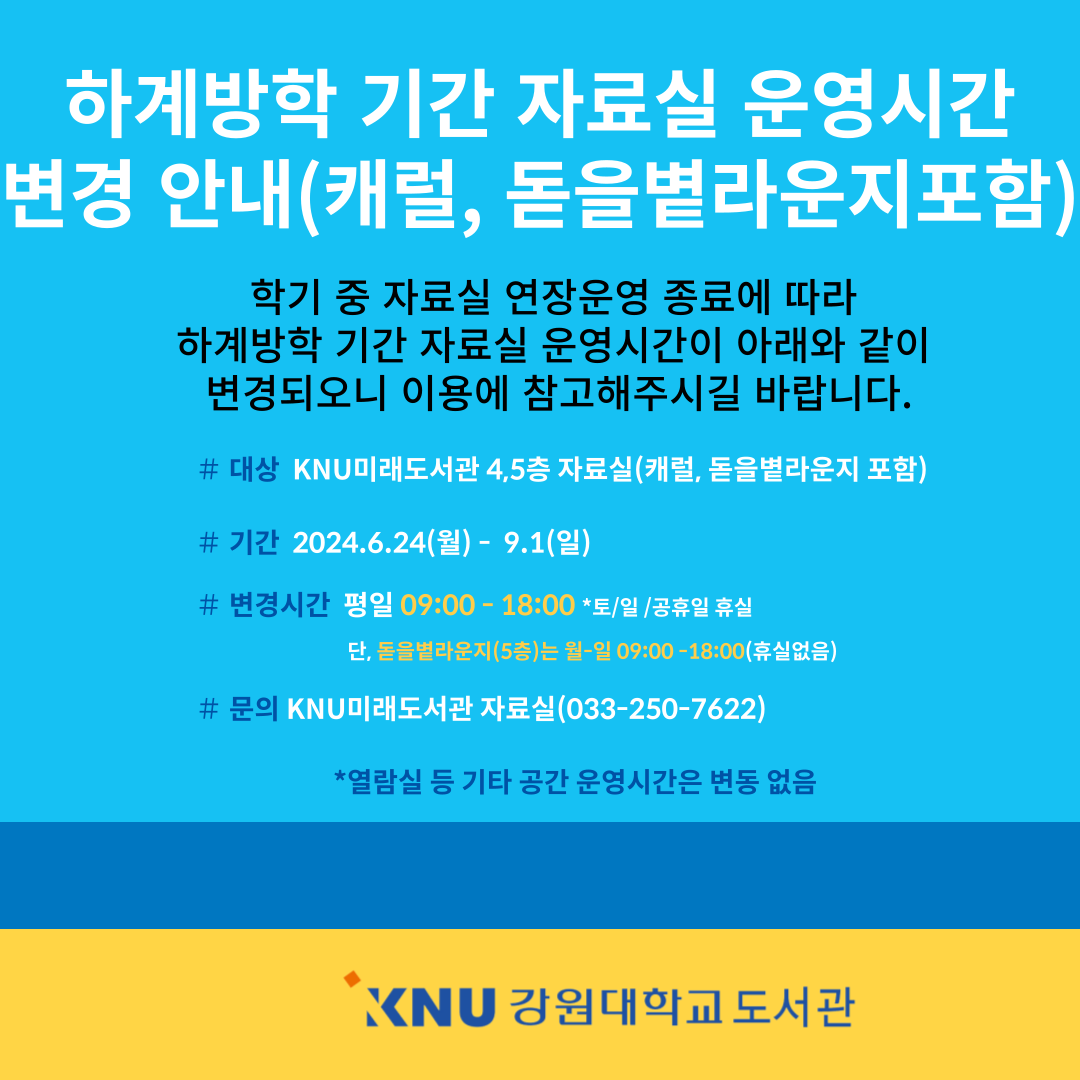 하계방학 기간 자료실 운영시간
변경 안내(캐럴, 돋을볕라운지포함)
학기 중 자료실 연장운영 종료에 따라
하계방학 기간 자료실 운영시간이 아래와 같이
변경되오니 이용에 참고해주시길 바랍니다.
# 대상 KNU미래도서관 4,5층 자료실(캐럴, 돋을볕라운지 포함)
# 기간 2024.6.24(월) - 9.1(일)
# 변경시간 평일 09:00 - 18:00 *토/일 /공휴일 휴실
단, 돋을볕라운지(5층)는 월-일 09:00 -18:00(휴실없음)
# 문의 KNU미래도서관 자료실(033-250-7622)
*열람실 등 기타 공간 운영시간은 변동 없음
KNU 강원대학교 도서관